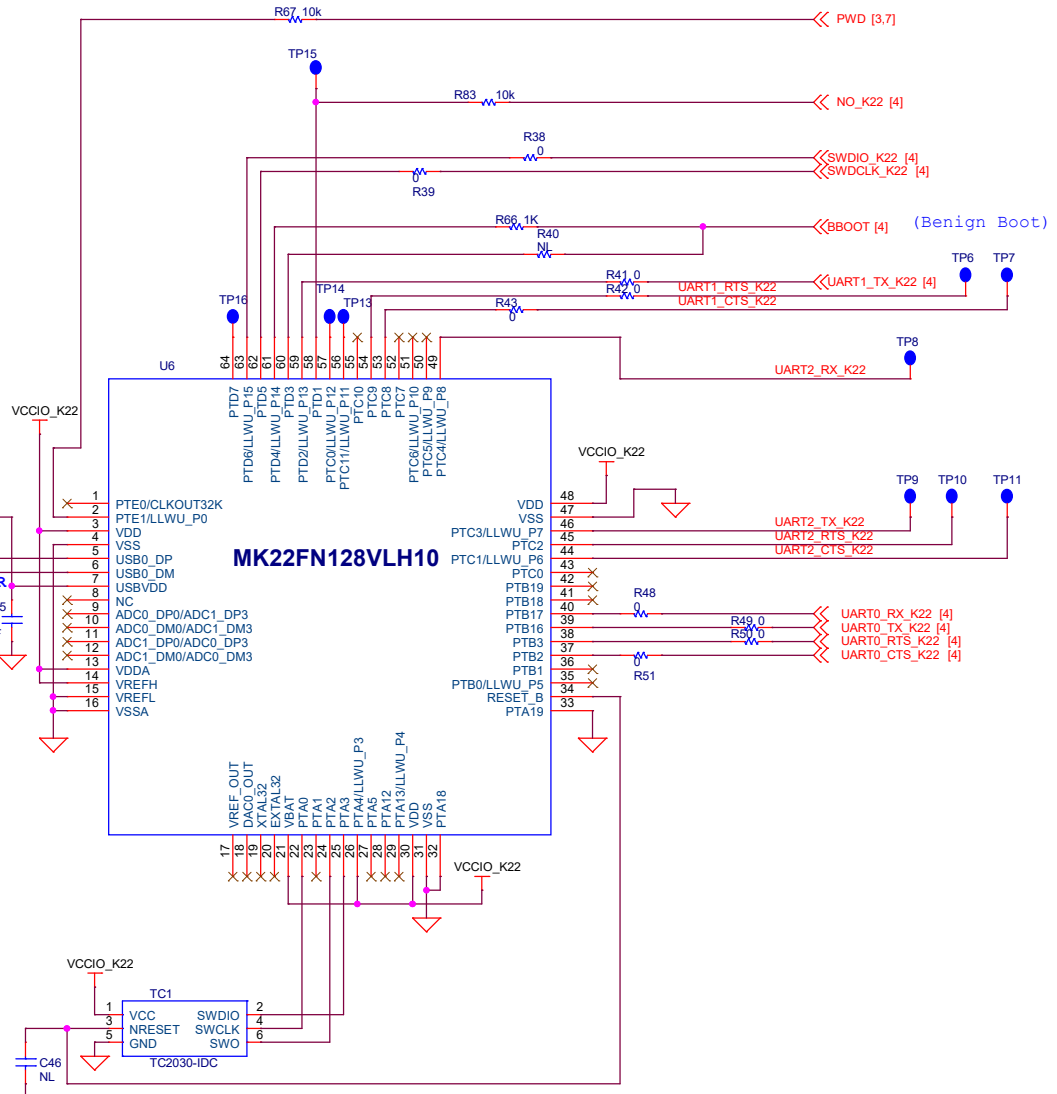 R67 10k
PWD [3,7]
TP15
R83 10k
NO_K22 [4]
R38
0
SWDIO_K22 [4]
SWDCLK_K22 [4]
0
R39
R66 1K
BBOOT [4]
(Benign Boot)
R40
NL
TP6
TP7
R41 0
UART1_TX_K22 [4]
R42 0
UART1_RTS_K22
UART1_CTS_K22
TP16
TP14
TP13
R43
0
TP8
U6
64
63
62
61
60
59
58
57
56
55
54
53
52
51
50
49
UART2_RX_K22
PTD7
PTD6/LLWU_P15
PTD5
PTD4/LLWU_P14
PTD3
PTD2/LLWU_P13
PTD1
PTC0/LLWU_P12
PTC11/LLWU_P11
PTC10
PTC9
PTC8
PTC7
PTC6/LLWU_P10
PTC5/LLWU_P9
PTC4/LLWU_P8
VCCIO_K22
VCCIO_K22
TP9
TP10
TP11
1 PTE0/CLKOUT32K
2 PTE1/LLWU_P0
3 VDD
4 VSS
5 USB0_DP
6 USB0_DM
7 USBVDD
8 NC
9 ADC0_DP0/ADC1_DP3
10 ADC0_DM0/ADC1_DM3
11 ADC1_DP0/ADC0_DP3
12 ADC1_DM0/ADC0_DM3
13 VDDA
14 VREFH
15 VREFL
16 VSSA
R
5
MK22FN128VLH10
VDD 48
VSS 47
PTC3/LLWU_P7 46
PTC2 45
PTC1/LLWU_P6 44
PTC0 43
PTB19 42
PTB18 41
PTB17 40
PTB16 39
PTB3 38
PTB2 37
PTB1 36
PTB0/LLWU_P5 35
RESET_B 34
PTA19 33
UART2_TX_K22
UART2_RTS_K22
UART2_CTS_K22
R48
0
UART0_RX_K22 [4]
R49 0
UART0_TX_K22 [4]
R50 0
UART0_RTS_K22 [4]
UART0_CTS_K22 [4]
0
R51
VREF_OUT
DAC0_OUT
XTAL32
EXTAL32
VBAT
PTA0
PTA1
PTA2
PTA3
PTA4/LLWU_P3
PTA5
PTA12
PTA13/LLWU_P4
VDD
VSS
PTA18
17
18
19
20
21
22
23
24
25
26
27
28
29
30
31
32
VCCIO_K22
VCCIO_K22
TC1
1 VCC SWDIO 2
3 NRESET SWCLK 4
5 GND SWO 6
TC2030-IDC
C46
NL